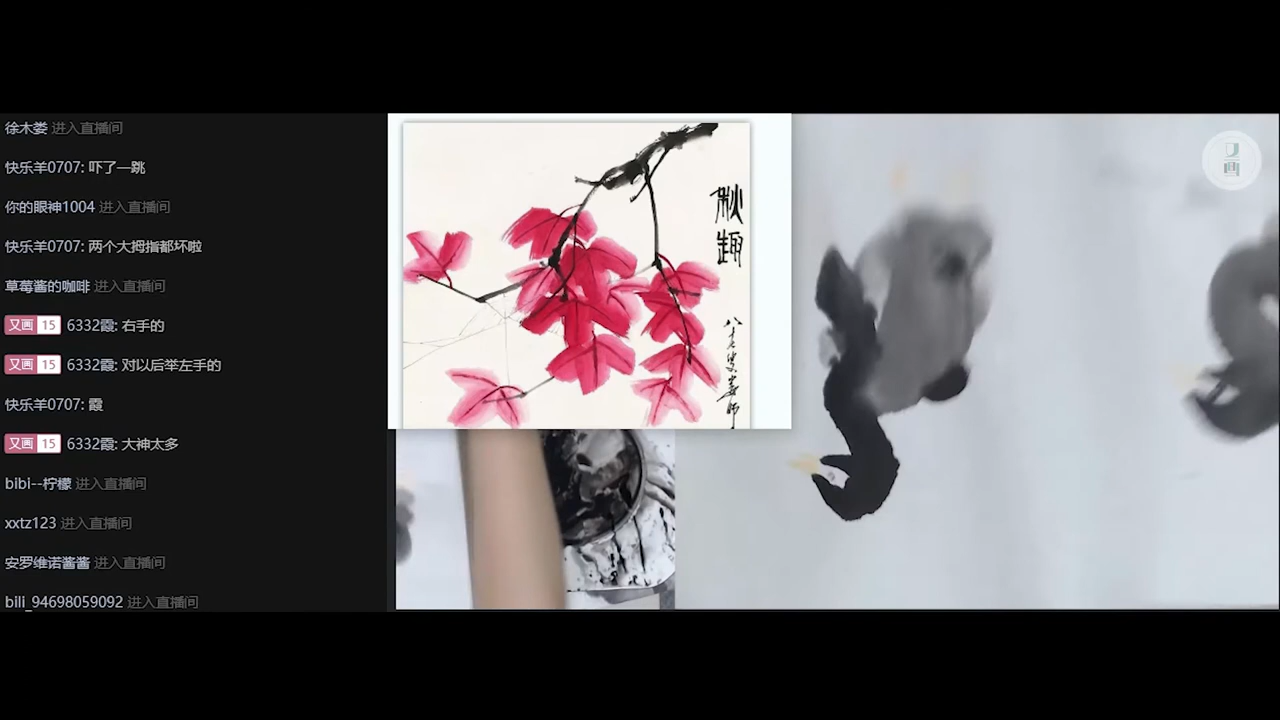 徐木娄 进入直播间
快乐羊0707: 吓了一跳
你的眼神1004 进入直播间
快乐羊0707: 两个大拇指都坏啦
草莓酱的咖啡 进入直播间
又画 15 6332霞: 右手的
又画 15 6332霞: 对以后举左手的
快乐羊0707: 霞
又画 15 6332霞: 大神太多
bibi--柠檬 进入直播间
xxtz123 进入直播间
安罗维诺酱酱 进入直播间
bili_94698059092 进入直播间
秋趣
又画